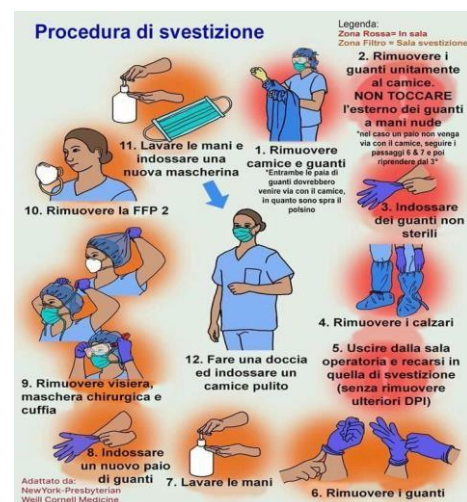 Procedura di svestizione
Legenda:
Zona Rossa= In sala
Zona Filtro = Sala svestizione
1. Rimuovere
camice e guanti
*Entrambe le paia di
guanti dovrebbero
venire via con il camice,
in quanto sono spra il
polsino
2. Rimuovere i
guanti unitamente
al camice.
NON TOCCARE
l'esterno dei guanti
a mani nude
*nel caso un paio non venga
via con il camice, seguire i
passaggi 6 & 7 e poi
riprendere dal 3*
3. Indossare
dei guanti non
sterili
4. Rimuovere i calzari
5. Uscire dalla sala
operatoria e recarsi in
quella di svestizione
(senza rimuovere
ulteriori DPI)
6. Rimuovere i guanti
7. Lavare le mani
8. Indossare
un nuovo paio
di guanti
9. Rimuovere visiera,
maschera chirurgica e
cuffia
10. Rimuovere la FFP 2
11. Lavare le mani e
indossare una
nuova mascherina
12. Fare una doccia
ed indossare un
camice pulito
Adattato da:
NewYork-Presbyterian
Weill Cornell Medicine